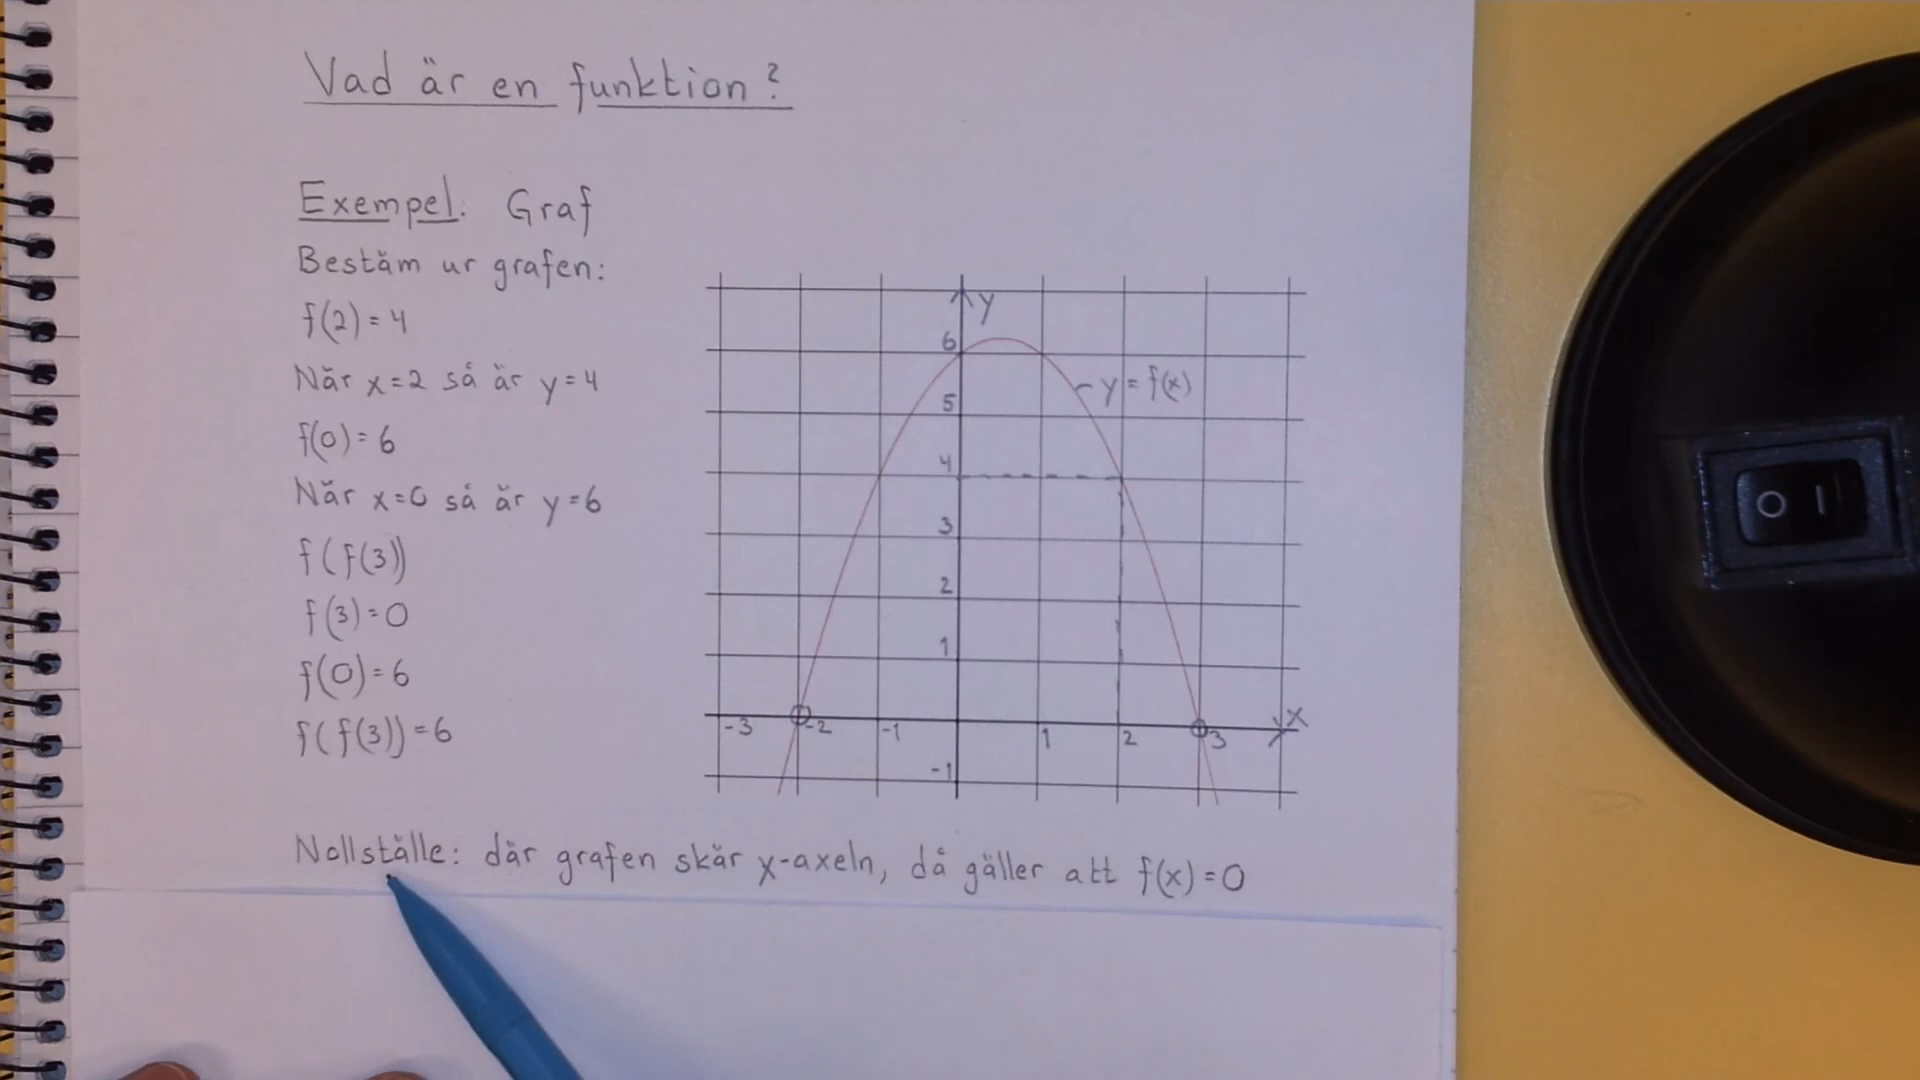 Vad är en funktion?
Exempel: Graf
Bestäm ur grafen:
f(2)=4
När x=2 så är y=4
f(0)=6
När x=0 så är y=6
f(f(3))
f(3)=0
f(0)=6
f(f(3))=6
y
6
y=f(x)
5
4
3
2
1
-3 -2 -1 1 2 3 x
-1
Nollställe: där grafen skär x-axeln, då gäller att f(x)=0
O I